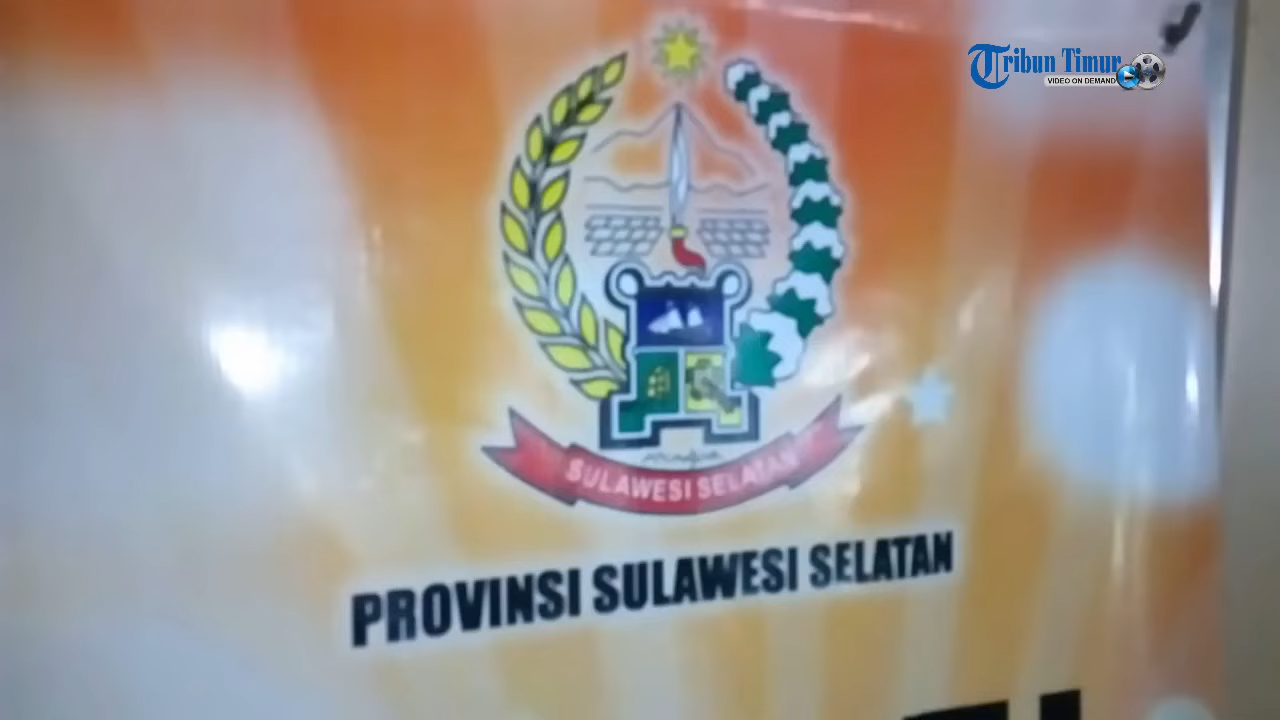 Tribun Timur
VIDEO ON DEMAND
SULAWESI SELATAN
PROVINSI SULAWESI SELATAN